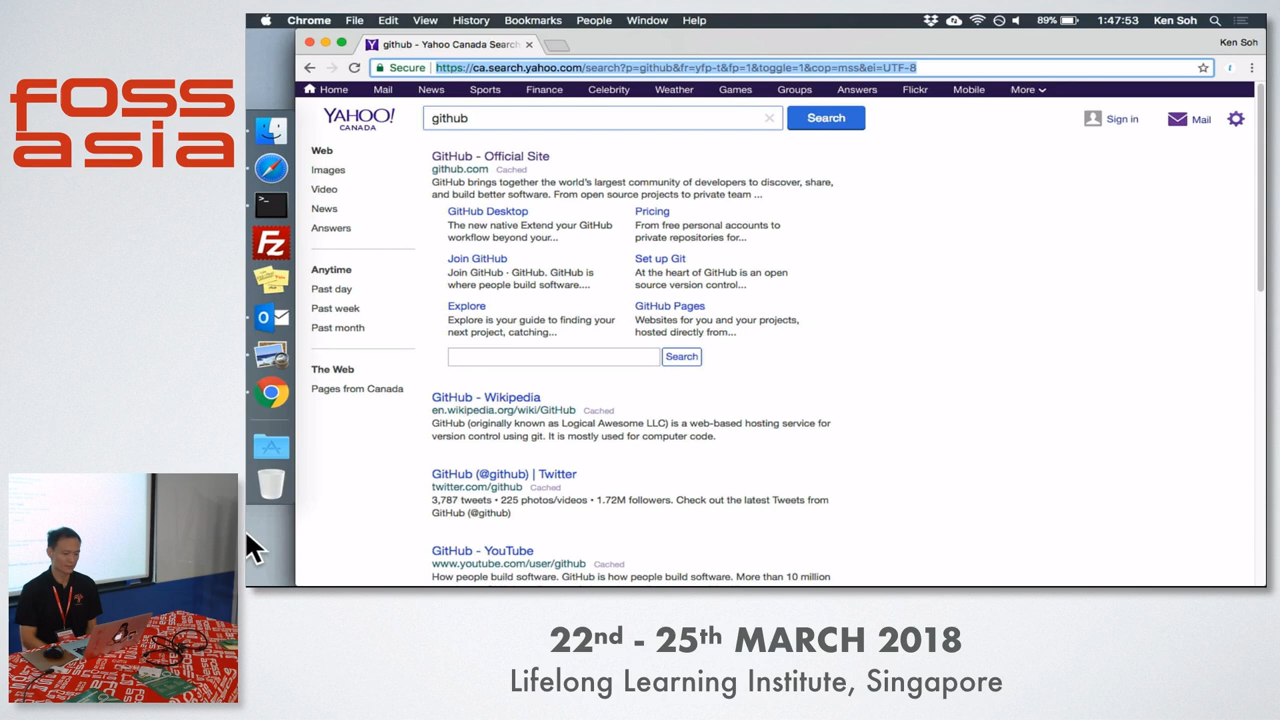 foss
asia
Chrome File Edit View History Bookmarks People Window Help 89% 1:47:53 Ken Soh
github - Yahoo Canada Search
Ken Soh
Secure https://ca.search.yahoo.com/search?p=github&fr=yfp-t&fp=1&toggle=1&cop=mss&ei=UTF-8
Home Mail News Sports Finance Celebrity Weather Games Groups Answers Flickr Mobile More
YAHOO!
CANADA
github
Search
Sign in
Mail
Web
Images
Video
News
Answers
Anytime
Past day
Past week
Past month
The Web
Pages from Canada
GitHub - Official Site
github.com Cached
GitHub brings together the world's largest community of developers to discover, share,
and build better software. From open source projects to private team ...
GitHub Desktop
The new native Extend your GitHub
workflow beyond your...
Pricing
From free personal accounts to
private repositories for...
Join GitHub
Join GitHub · GitHub. GitHub is
where people build software....
Set up Git
At the heart of GitHub is an open
source version control...
Explore
Explore is your guide to finding your
next project, catching...
GitHub Pages
Websites for you and your projects,
hosted directly from...
Search
GitHub - Wikipedia
en.wikipedia.org/wiki/GitHub Cached
GitHub (originally known as Logical Awesome LLC) is a web-based hosting service for
version control using git. It is mostly used for computer code.
GitHub (@github) | Twitter
twitter.com/github Cached
3,787 tweets • 225 photos/videos • 1.72M followers. Check out the latest Tweets from
GitHub (@github)
GitHub - YouTube
www.youtube.com/user/github Cached
How people build software. GitHub is how people build software. More than 10 million
22nd - 25th MARCH 2018
Lifelong Learning Institute, Singapore